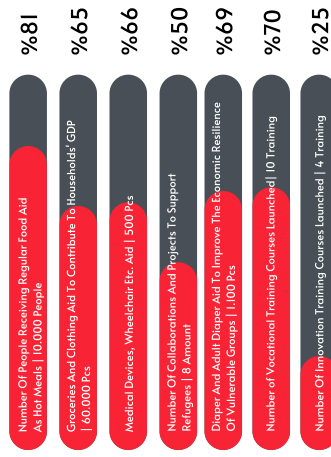 %81
Number Of People Receiving Regular Food Aid
As Hot Meals | 10.000 People
%65
Groceries And Clothing Aid To Contribute To Households' GDP
| 60.000 Pcs
%66
Medical Devices, Wheelchair Etc. Aid | 500 Pcs
%50
Number Of Collaborations And Projects To Support
Refugees | 8 Amount
%69
Diaper And Adult Diaper Aid To Improve The Economic Resilience
Of Vulnerable Groups | 1.100 Pcs
%70
Number of Vocational Training Courses Launched| 10 Training
%25
Number Of Innovation Training Courses Launched | 4 Training